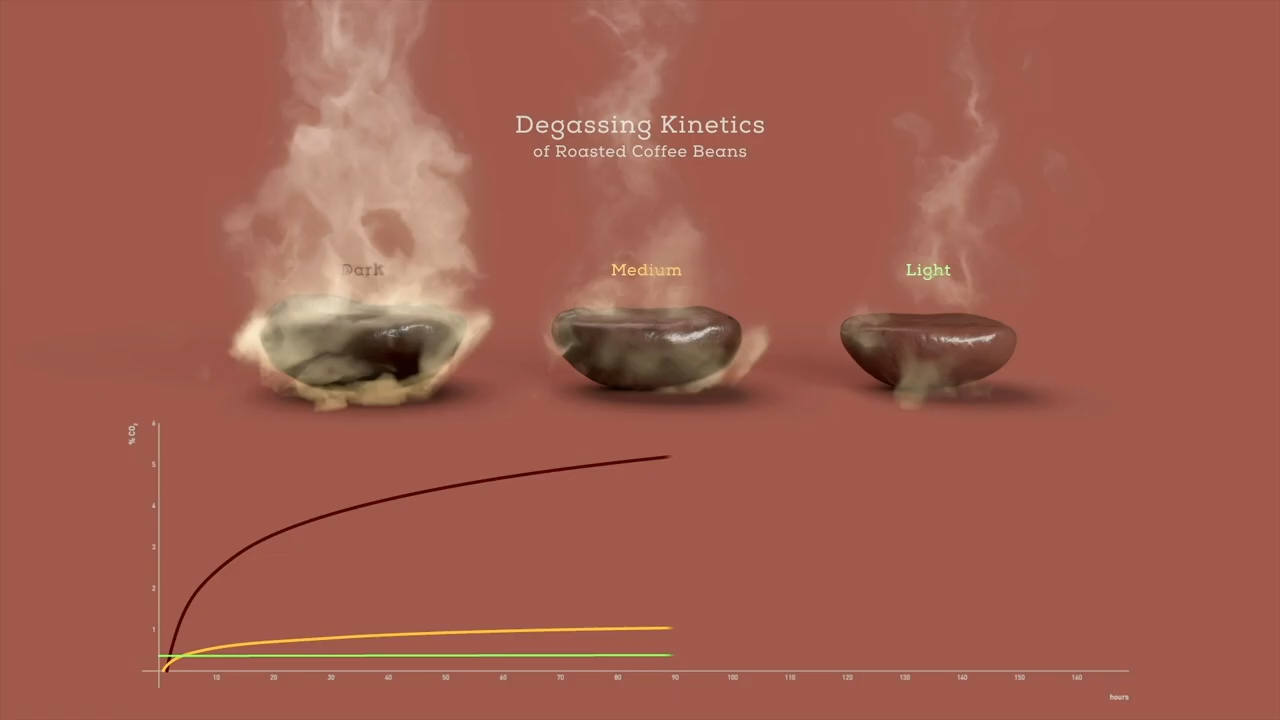 Degassing Kinetics
of Roasted Coffee Beans
Dark
Medium
Light
% CO₂
6
5
4
3
2
1
10 20 30 40 50 60 70 80 90 100 110 120 130 140 150 160
hours